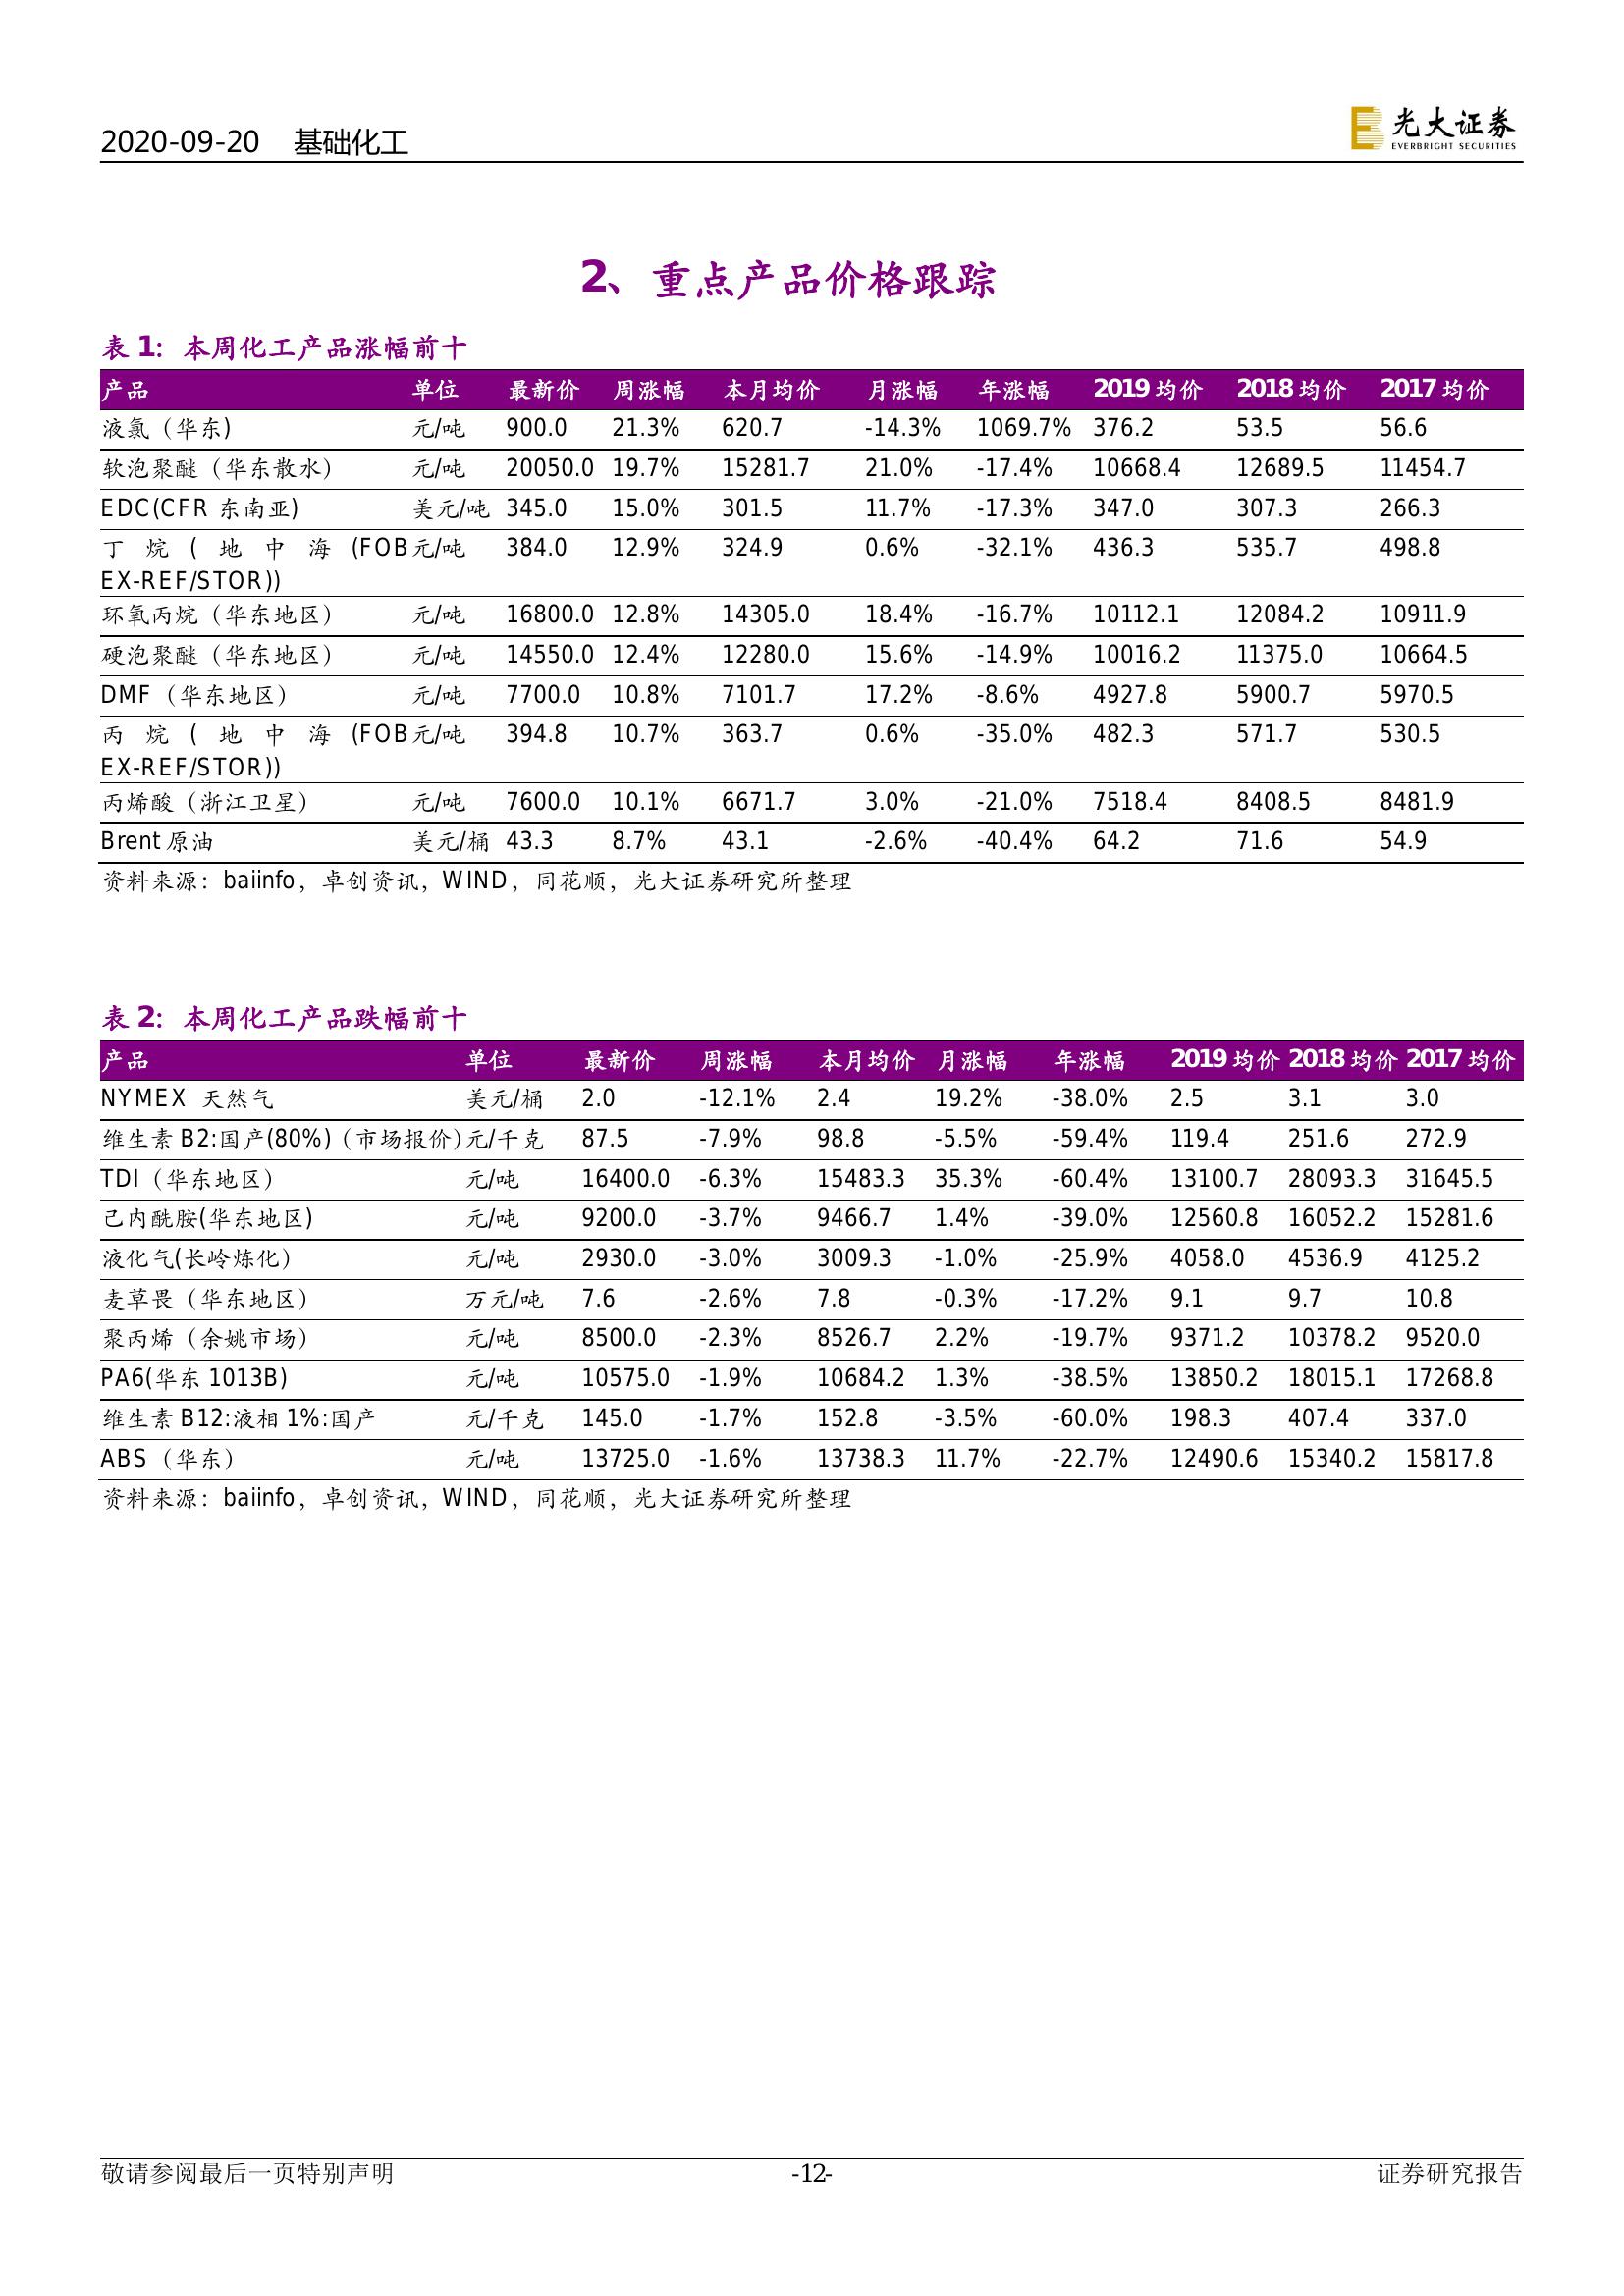 2020-09-20 基础化工
光大证券
EVERBRIGHT SECURITIES
2、重点产品价格跟踪
表 1：本周化工产品涨幅前十
产品 单位 最新价 周涨幅 本月均价 月涨幅 年涨幅 2019 均价 2018 均价 2017 均价
液氯（华东) 元/吨 900.0 21.3% 620.7 -14.3% 1069.7% 376.2 53.5 56.6
软泡聚醚（华东散水） 元/吨 20050.0 19.7% 15281.7 21.0% -17.4% 10668.4 12689.5 11454.7
EDC(CFR 东南亚) 美元/吨 345.0 15.0% 301.5 11.7% -17.3% 347.0 307.3 266.3
丁 烷 ( 地 中 海 (FOB 元/吨 384.0 12.9% 324.9 0.6% -32.1% 436.3 535.7 498.8
EX-REF/STOR))
环氧丙烷（华东地区） 元/吨 16800.0 12.8% 14305.0 18.4% -16.7% 10112.1 12084.2 10911.9
硬泡聚醚（华东地区） 元/吨 14550.0 12.4% 12280.0 15.6% -14.9% 10016.2 11375.0 10664.5
DMF（华东地区） 元/吨 7700.0 10.8% 7101.7 17.2% -8.6% 4927.8 5900.7 5970.5
丙 烷 ( 地 中 海 (FOB 元/吨 394.8 10.7% 363.7 0.6% -35.0% 482.3 571.7 530.5
EX-REF/STOR))
丙烯酸（浙江卫星） 元/吨 7600.0 10.1% 6671.7 3.0% -21.0% 7518.4 8408.5 8481.9
Brent 原油 美元/桶 43.3 8.7% 43.1 -2.6% -40.4% 64.2 71.6 54.9
资料来源：baiinfo，卓创资讯，WIND，同花顺，光大证券研究所整理
表 2：本周化工产品跌幅前十
产品 单位 最新价 周涨幅 本月均价 月涨幅 年涨幅 2019 均价 2018 均价 2017 均价
NYMEX 天然气 美元/桶 2.0 -12.1% 2.4 19.2% -38.0% 2.5 3.1 3.0
维生素 B2:国产(80%)（市场报价) 元/千克 87.5 -7.9% 98.8 -5.5% -59.4% 119.4 251.6 272.9
TDI（华东地区） 元/吨 16400.0 -6.3% 15483.3 35.3% -60.4% 13100.7 28093.3 31645.5
己内酰胺(华东地区) 元/吨 9200.0 -3.7% 9466.7 1.4% -39.0% 12560.8 16052.2 15281.6
液化气(长岭炼化） 元/吨 2930.0 -3.0% 3009.3 -1.0% -25.9% 4058.0 4536.9 4125.2
麦草畏（华东地区） 万元/吨 7.6 -2.6% 7.8 -0.3% -17.2% 9.1 9.7 10.8
聚丙烯（余姚市场） 元/吨 8500.0 -2.3% 8526.7 2.2% -19.7% 9371.2 10378.2 9520.0
PA6(华东 1013B) 元/吨 10575.0 -1.9% 10684.2 1.3% -38.5% 13850.2 18015.1 17268.8
维生素 B12:液相 1%:国产 元/千克 145.0 -1.7% 152.8 -3.5% -60.0% 198.3 407.4 337.0
ABS（华东） 元/吨 13725.0 -1.6% 13738.3 11.7% -22.7% 12490.6 15340.2 15817.8
资料来源：baiinfo，卓创资讯，WIND，同花顺，光大证券研究所整理
敬请参阅最后一页特别声明 -12- 证券研究报告